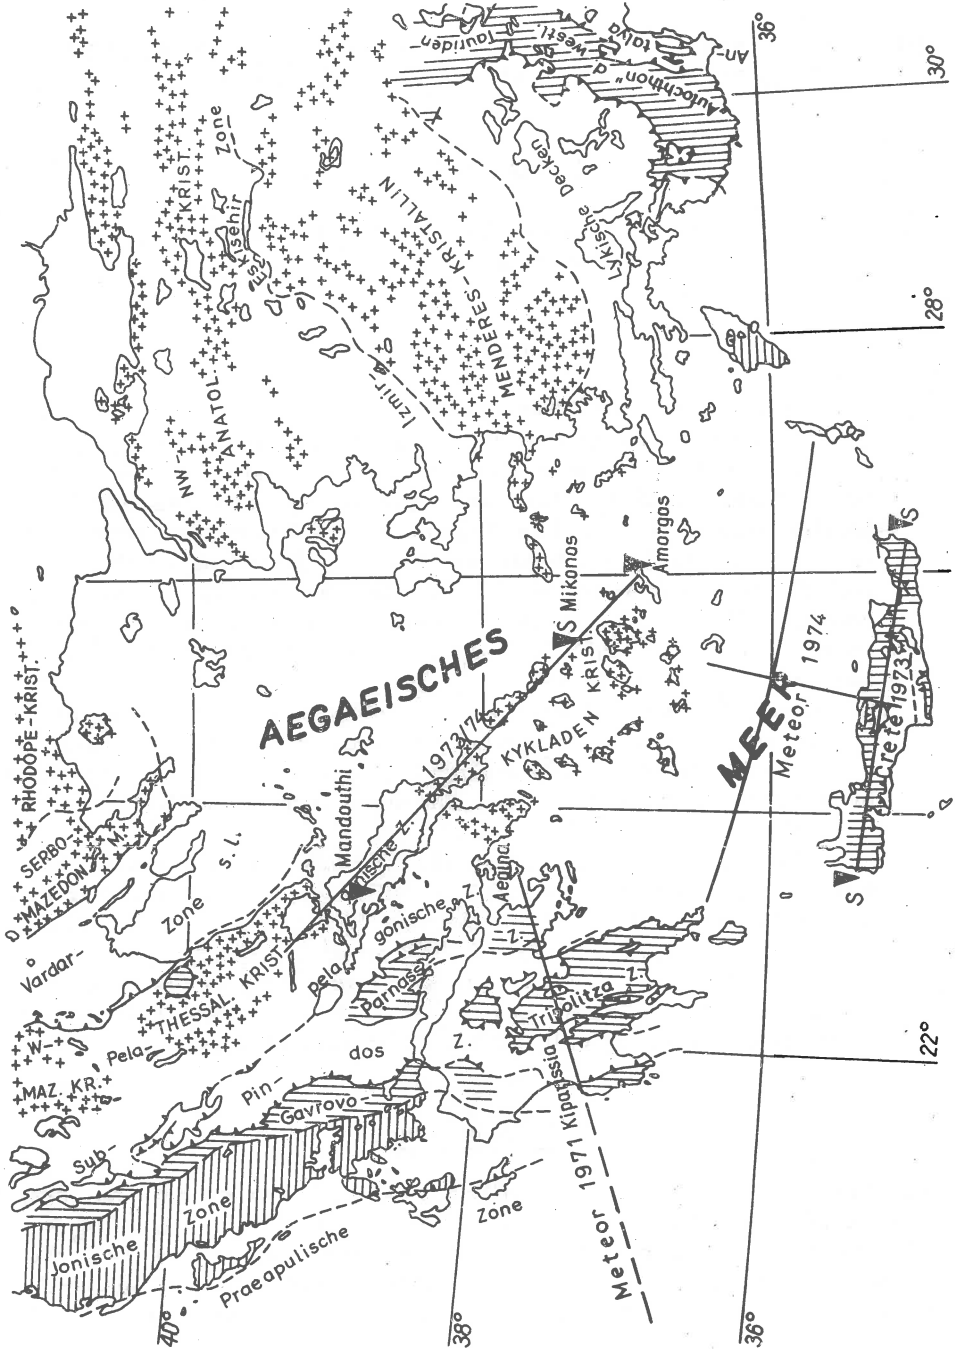 RHODOPE-KRIST.
SERBO-
MAZEDON. M.
Vardar-
Zone
s. l.
W-
MAZ. KR.
Pela-
THESSAL. KRIST.
pela
gonische Z.
Sub
Pin-
dos
Z.
Gavrovo
Jonische
Zone
Praeapulische
Zone
Parnass
Tripolitza
Z.
Z.
Aegina
Mandouthi
S
1973/74
AEGAEISCHES
MEER
KYKLADEN
KRIST.
S Mikonos
Amorgos
NW-
ANATOL.
KRIST.
Izmir-
Eskisehir
Zone
MENDERES-KRISTALLIN
Lykische Decken
"Autochthon"
d. westl.
Tauriden
An-
talya
D.
Meteor
1974
Crete 1973
S
S
Meteor 1971 Kiparissia
40°
38°
36°
36°
22°
28°
30°